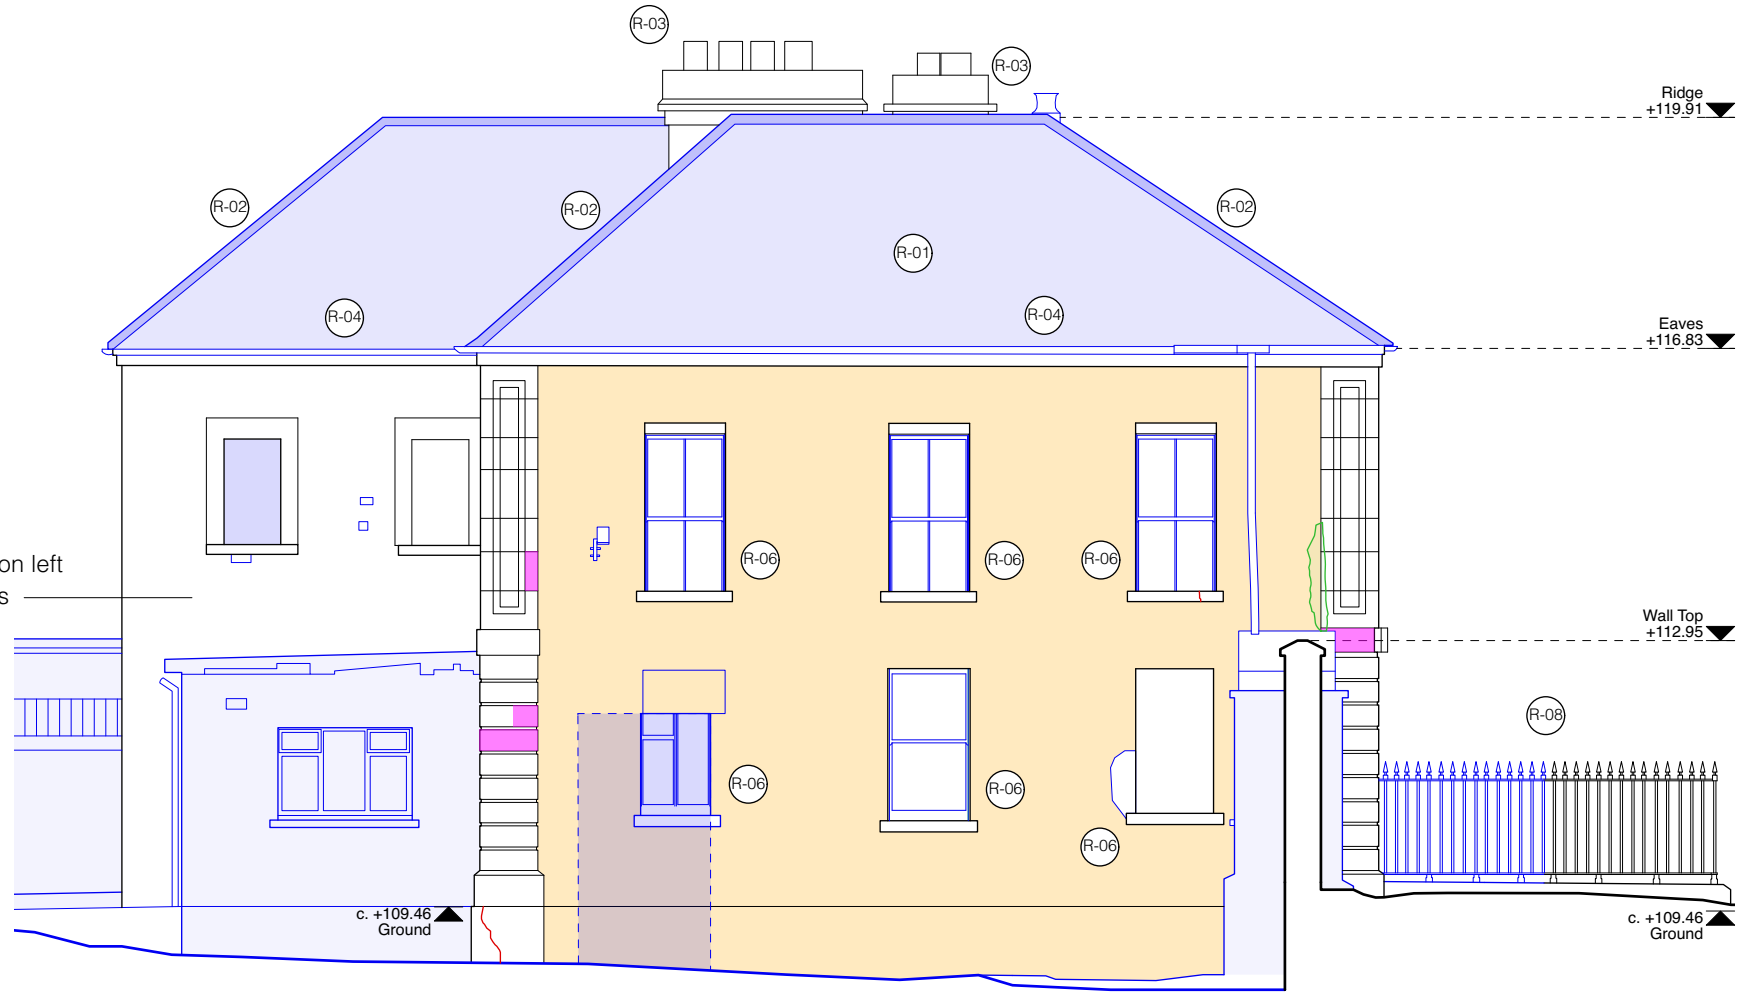 R-03
R-03
Ridge
+119.91
R-02
R-02
R-02
R-01
R-04
R-04
Eaves
+116.83
R-06
R-06
R-06
on left
s
Wall Top
+112.95
R-08
R-06
R-06
R-06
c. +109.46
Ground
c. +109.46
Ground